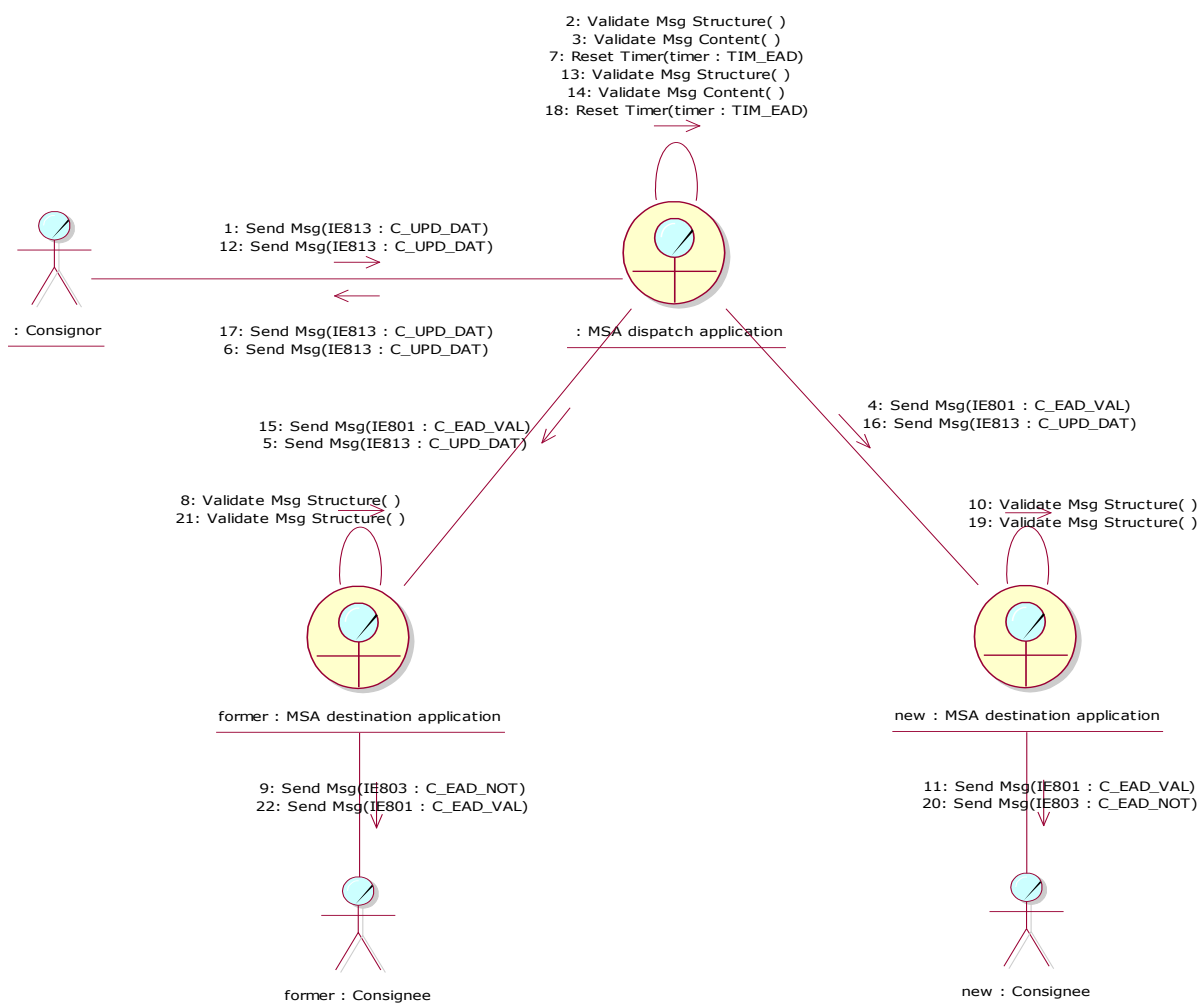 2: Validate Msg Structure( )
3: Validate Msg Content( )
7: Reset Timer(timer : TIM_EAD)
13: Validate Msg Structure( )
14: Validate Msg Content( )
18: Reset Timer(timer : TIM_EAD)
1: Send Msg(IE813 : C_UPD_DAT)
12: Send Msg(IE813 : C_UPD_DAT)
: Consignor
17: Send Msg(IE813 : C_UPD_DAT)
6: Send Msg(IE813 : C_UPD_DAT)
: MSA dispatch application
15: Send Msg(IE801 : C_EAD_VAL)
5: Send Msg(IE813 : C_UPD_DAT)
4: Send Msg(IE801 : C_EAD_VAL)
16: Send Msg(IE813 : C_UPD_DAT)
8: Validate Msg Structure( )
21: Validate Msg Structure( )
10: Validate Msg Structure( )
19: Validate Msg Structure( )
former : MSA destination application
new : MSA destination application
9: Send Msg(IE803 : C_EAD_NOT)
22: Send Msg(IE801 : C_EAD_VAL)
11: Send Msg(IE801 : C_EAD_VAL)
20: Send Msg(IE803 : C_EAD_NOT)
former : Consignee
new : Consignee